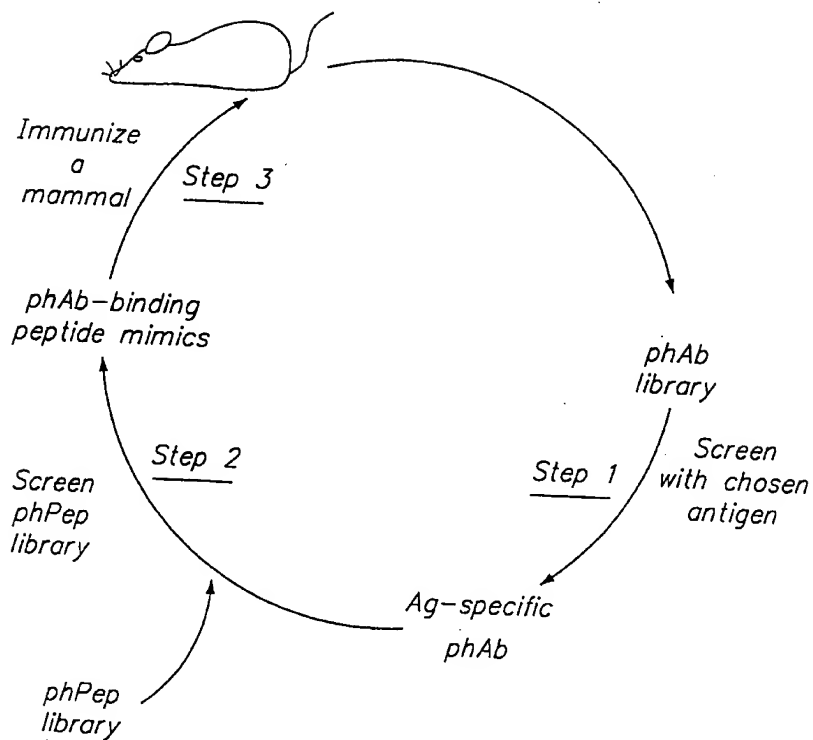 Immunize
a
mammal
Step 3
phAb-binding
peptide mimics
phAb
library
Step 2
Step 1
Screen
with chosen
antigen
Screen
phPep
library
Ag-specific
phAb
phPep
library